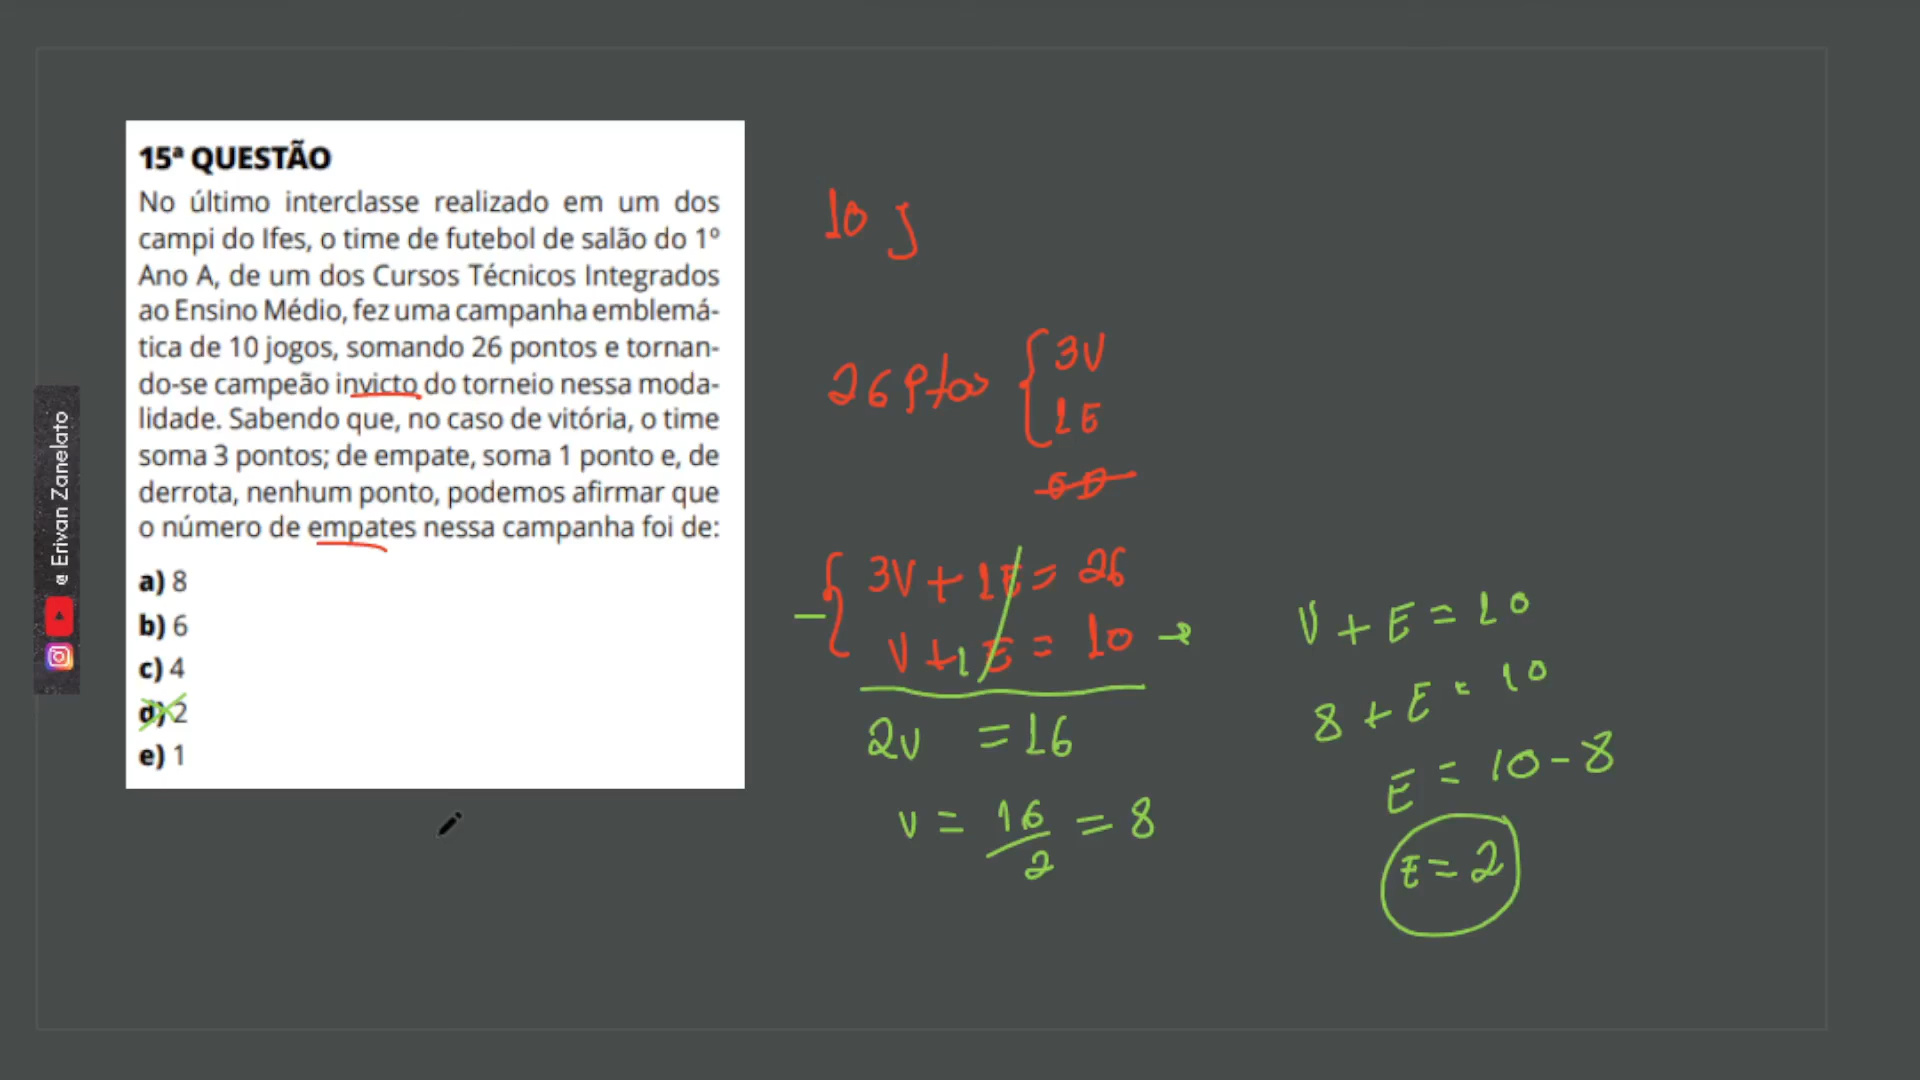 15ª QUESTÃO
No último interclasse realizado em um dos
campi do Ifes, o time de futebol de salão do 1º
Ano A, de um dos Cursos Técnicos Integrados
ao Ensino Médio, fez uma campanha emblemá-
tica de 10 jogos, somando 26 pontos e tornan-
do-se campeão invicto do torneio nessa moda-
lidade. Sabendo que, no caso de vitória, o time
soma 3 pontos; de empate, soma 1 ponto e, de
derrota, nenhum ponto, podemos afirmar que
o número de empates nessa campanha foi de:
a) 8
b) 6
c) 4
d) 2
e) 1
@ Erivan Zanelato
10 J
26 Ptos
3V
1E
0D
3V + 1E = 26
V + 1E = 10
2V = 16
V = 16/2 = 8
V + E = 10
8 + E = 10
E = 10 - 8
E = 2